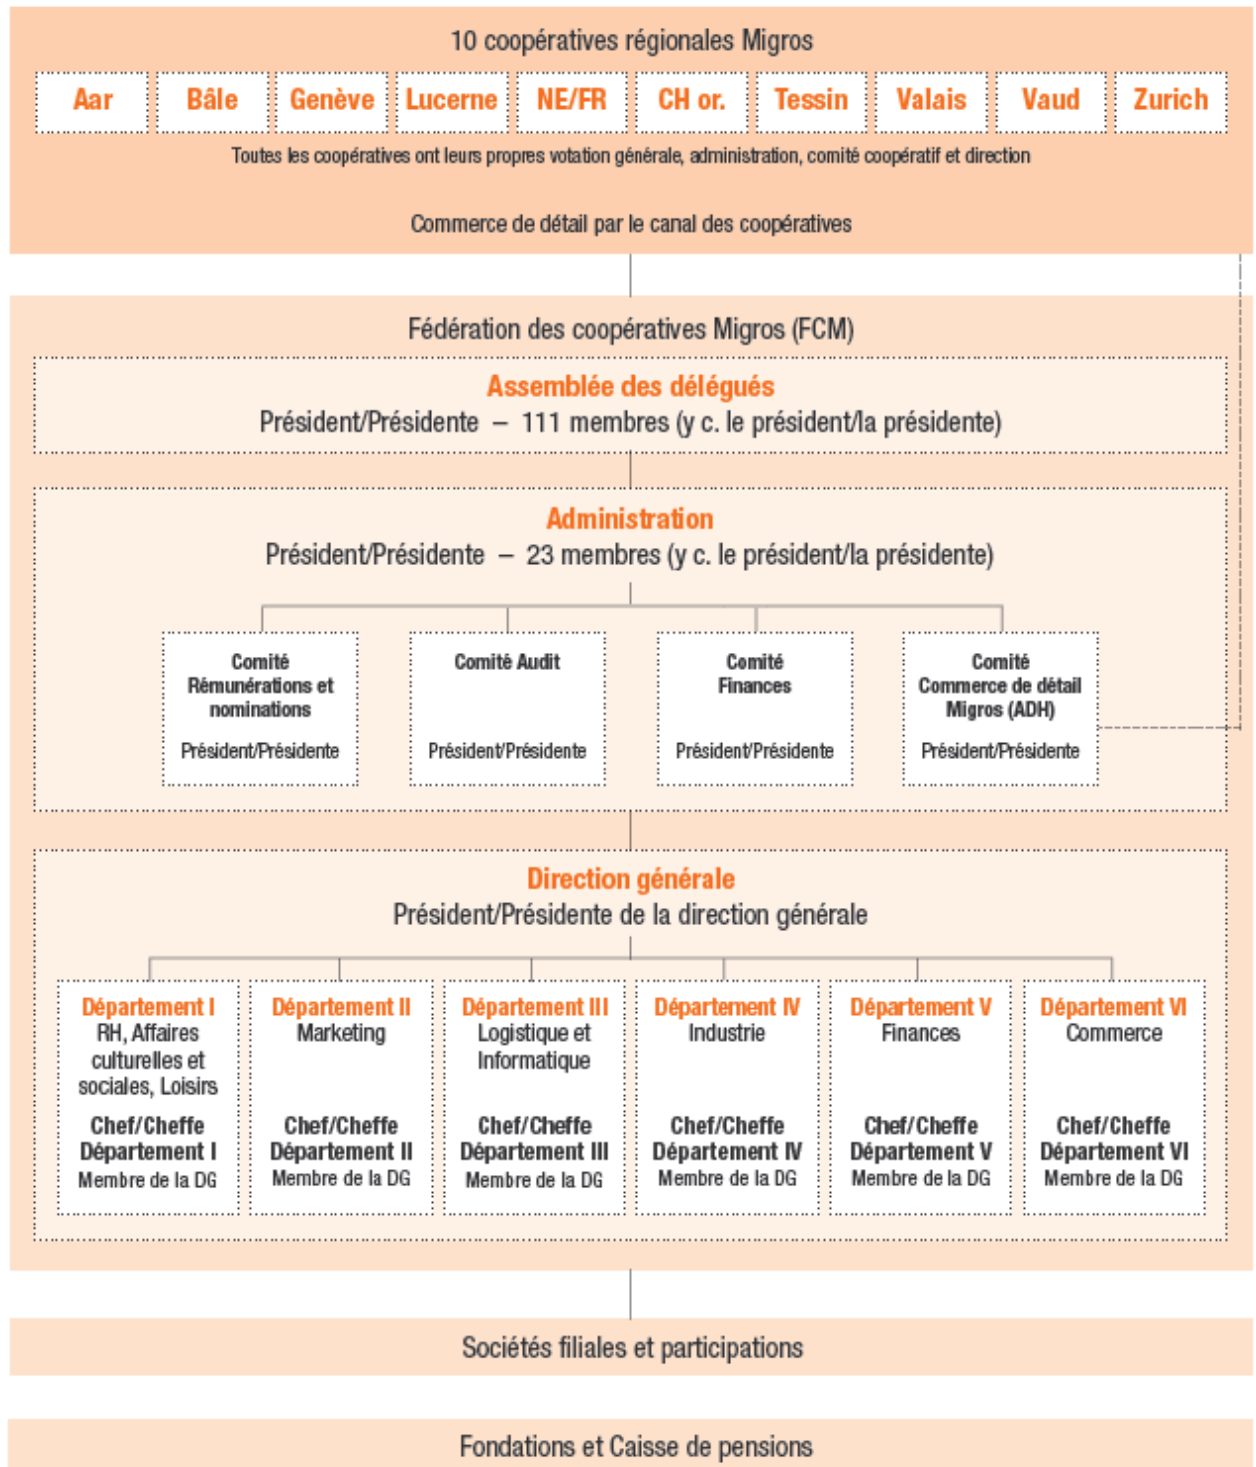 10 coopératives régionales Migros
Aar Bâle Genève Lucerne NE/FR CH or. Tessin Valais Vaud Zurich
Toutes les coopératives ont leurs propres votation générale, administration, comité coopératif et direction
Commerce de détail par le canal des coopératives
Fédération des coopératives Migros (FCM)
Assemblée des délégués
Président/Présidente – 111 membres (y c. le président/la présidente)
Administration
Président/Présidente – 23 membres (y c. le président/la présidente)
Comité
Rémunérations et
nominations
Président/Présidente
Comité Audit
Président/Présidente
Comité
Finances
Président/Présidente
Comité
Commerce de détail
Migros (ADH)
Président/Présidente
Direction générale
Président/Présidente de la direction générale
Département I
RH, Affaires
culturelles et
sociales, Loisirs
Chef/Cheffe
Département I
Membre de la DG
Département II
Marketing
Chef/Cheffe
Département II
Membre de la DG
Département III
Logistique et
Informatique
Chef/Cheffe
Département III
Membre de la DG
Département IV
Industrie
Chef/Cheffe
Département IV
Membre de la DG
Département V
Finances
Chef/Cheffe
Département V
Membre de la DG
Département VI
Commerce
Chef/Cheffe
Département VI
Membre de la DG
Sociétés filiales et participations
Fondations et Caisse de pensions